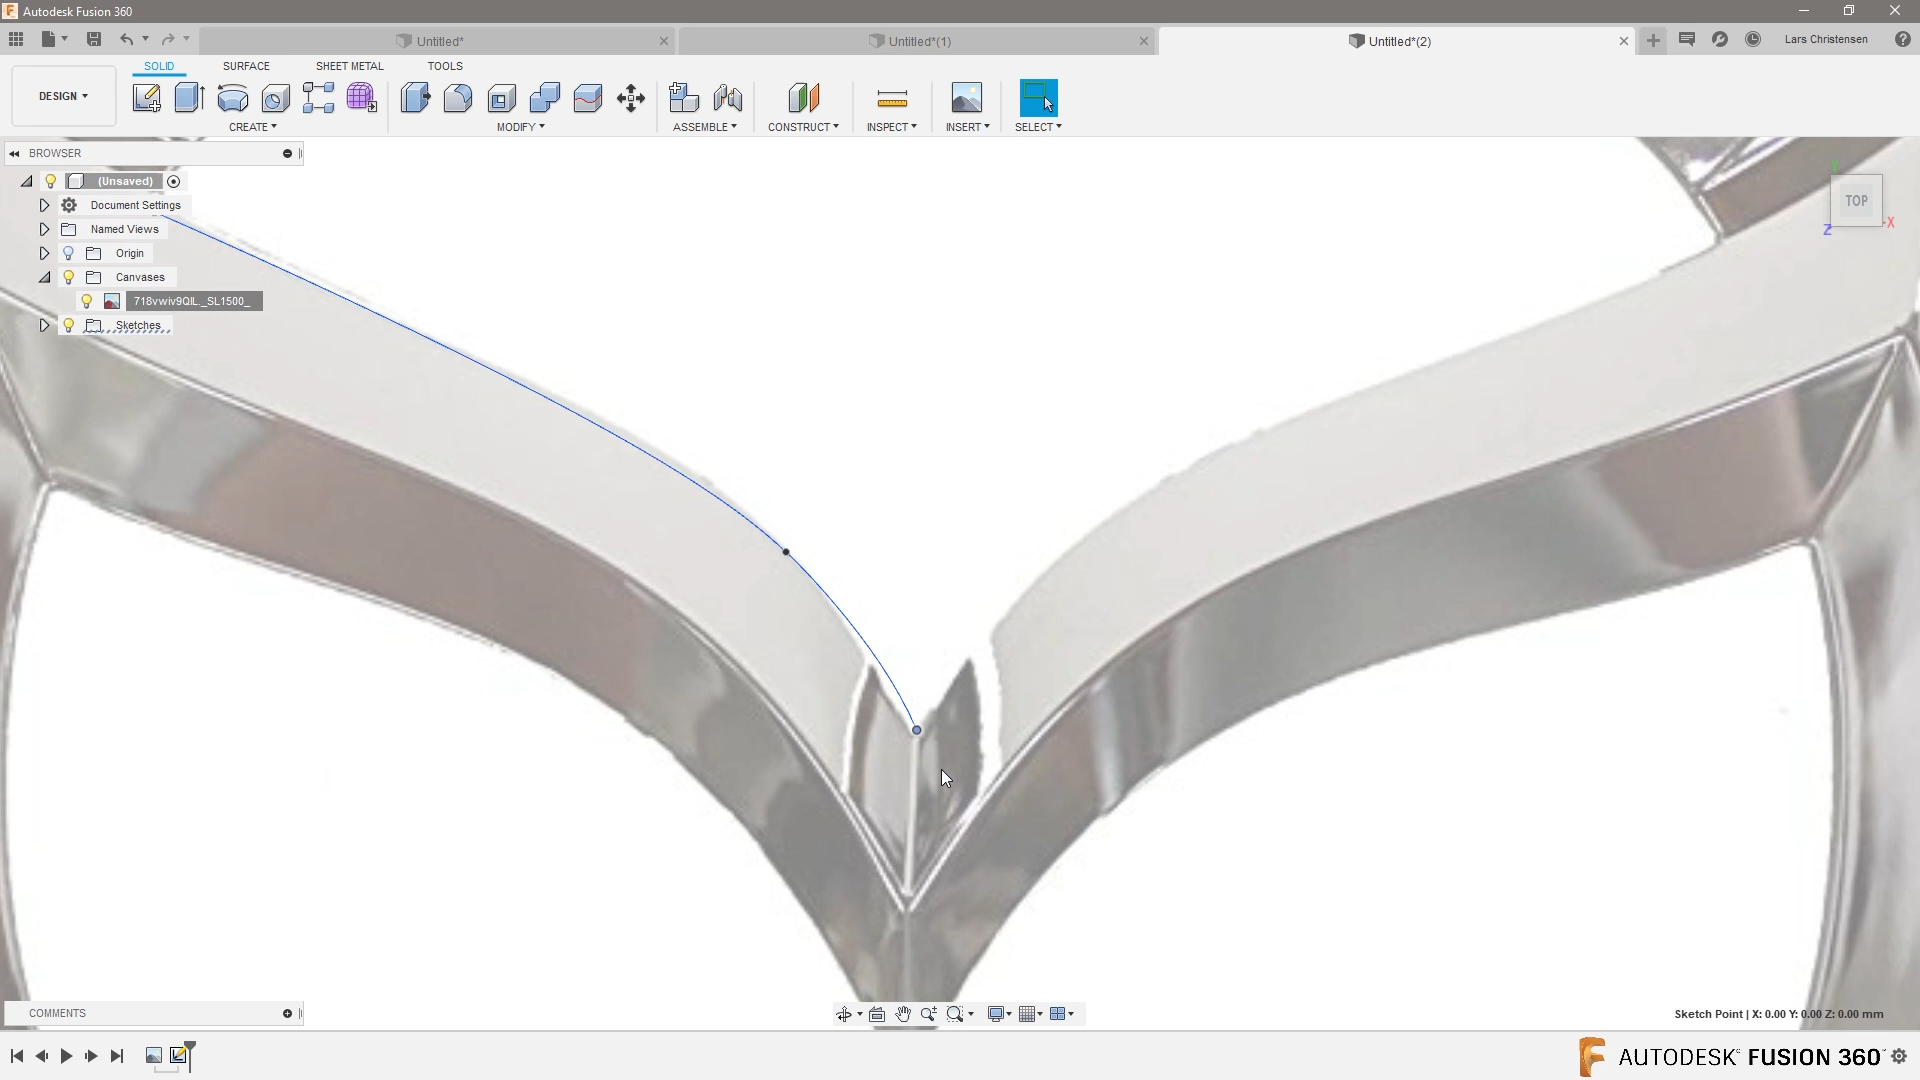 Autodesk Fusion 360
Untitled*
Untitled*(1)
Untitled*(2)
Lars Christensen
DESIGN
SOLID
SURFACE
SHEET METAL
TOOLS
CREATE
MODIFY
ASSEMBLE
CONSTRUCT
INSPECT
INSERT
SELECT
BROWSER
(Unsaved)
Document Settings
Named Views
Origin
Canvases
718vwiv9QIL._SL1500_
Sketches
TOP
Z
-X
COMMENTS
Sketch Point | X: 0.00 Y: 0.00 Z: 0.00 mm
AUTODESK FUSION 360